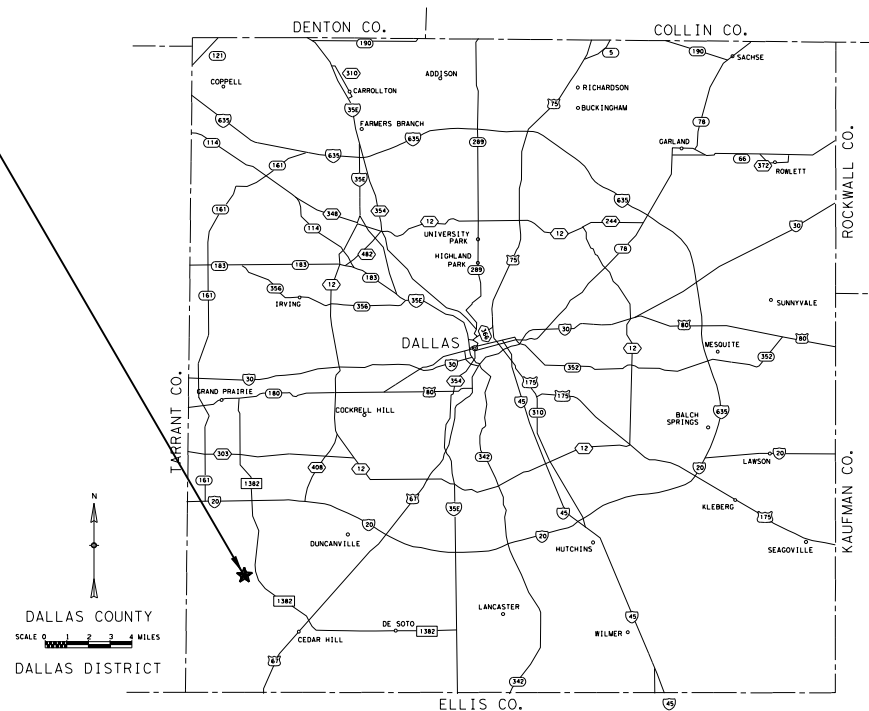 DENTON CO.
COLLIN CO.
190
5
190
SACHSE
121
COPPELL
310
CARROLLTON
ADDISON
RICHARDSON
BUCKINGHAM
75
35E
FARMERS BRANCH
635
635
78
114
289
GARLAND
66
372
ROWLETT
161
635
35E
ROCKWALL CO.
161
348
354
12
244
635
30
114
12
UNIVERSITY PARK
78
482
HIGHLAND PARK
75
183
183
183
289
12
161
356
IRVING
356
35E
SUNNYVALE
366
30
80
80
DALLAS
12
MESQUITE
352
30
352
TARRANT CO.
30
354
175
GRAND PRAIRIE
180
80
175
45
310
635
COCKRELL HILL
BALCH SPRINGS
303
408
12
342
12
LAWSON
20
161
1382
20
67
KAUFMAN CO.
20
35E
45
KLEBERG
175
N
20
DUNCANVILLE
20
HUTCHINS
SEAGOVILLE
1382
LANCASTER
DALLAS COUNTY
SCALE 0 1 2 3 4 MILES
DE SOTO
1382
CEDAR HILL
WILMER
45
67
DALLAS DISTRICT
342
ELLIS CO.
45